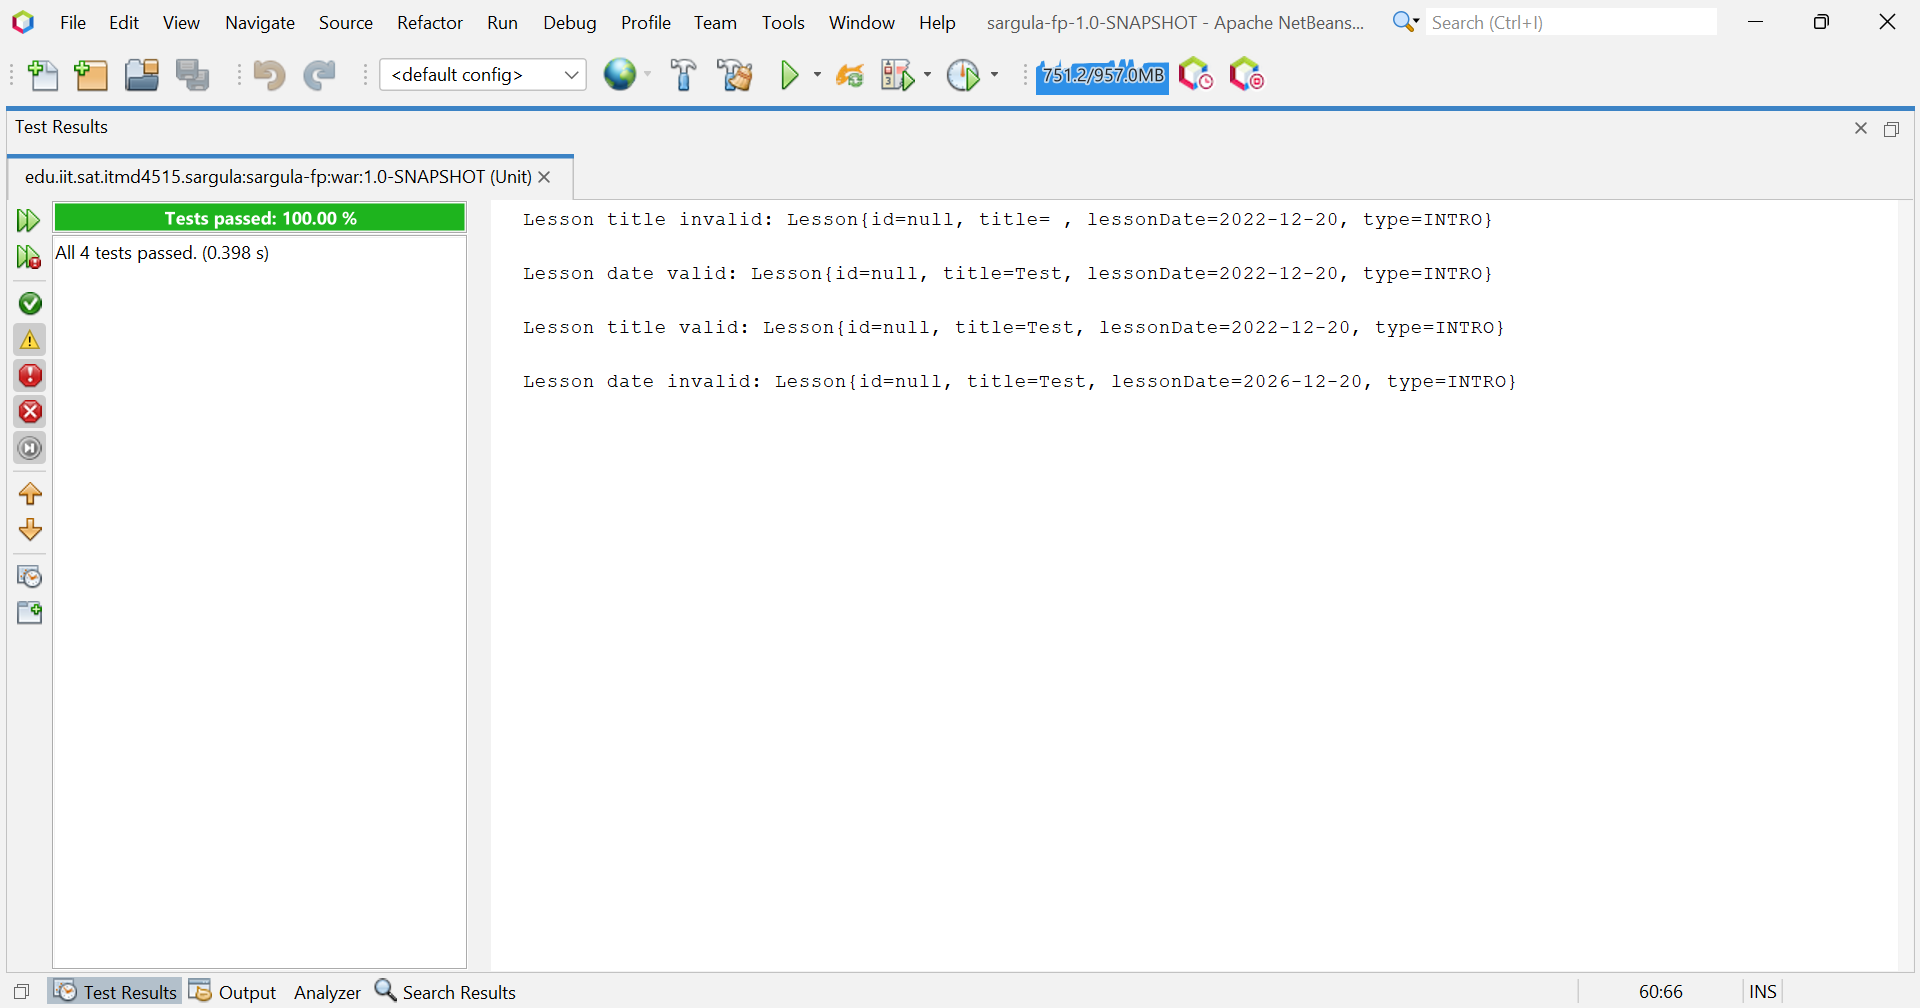 File Edit View Navigate Source Refactor Run Debug Profile Team Tools Window Help sargula-fp-1.0-SNAPSHOT - Apache NetBeans... Search (Ctrl+I)
<default config> 751.2/957.0MB
Test Results
edu.iit.sat.itmd4515.sargula:sargula-fp:war:1.0-SNAPSHOT (Unit)
Tests passed: 100.00 %
All 4 tests passed. (0.398 s)
Lesson title invalid: Lesson{id=null, title= , lessonDate=2022-12-20, type=INTRO}
Lesson date valid: Lesson{id=null, title=Test, lessonDate=2022-12-20, type=INTRO}
Lesson title valid: Lesson{id=null, title=Test, lessonDate=2022-12-20, type=INTRO}
Lesson date invalid: Lesson{id=null, title=Test, lessonDate=2026-12-20, type=INTRO}
Test Results Output Analyzer Search Results 60:66 INS